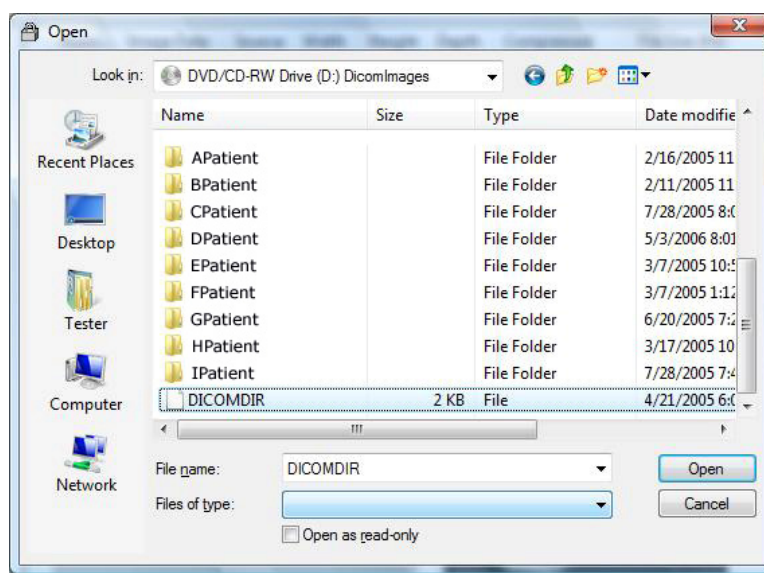 Open
Look in: DVD/CD-RW Drive (D:) DicomImages
Name Size Type Date modifie
APatient File Folder 2/16/2005 11
BPatient File Folder 2/11/2005 11
CPatient File Folder 7/28/2005 8:0
DPatient File Folder 5/3/2006 8:01
EPatient File Folder 3/7/2005 10:5
FPatient File Folder 3/7/2005 1:12
GPatient File Folder 6/20/2005 7:2
HPatient File Folder 3/17/2005 10
IPatient File Folder 7/28/2005 7:4
DICOMDIR 2 KB File 4/21/2005 6:0
Recent Places
Desktop
Tester
Computer
Network
File name: DICOMDIR Open
Files of type: Cancel
Open as read-only